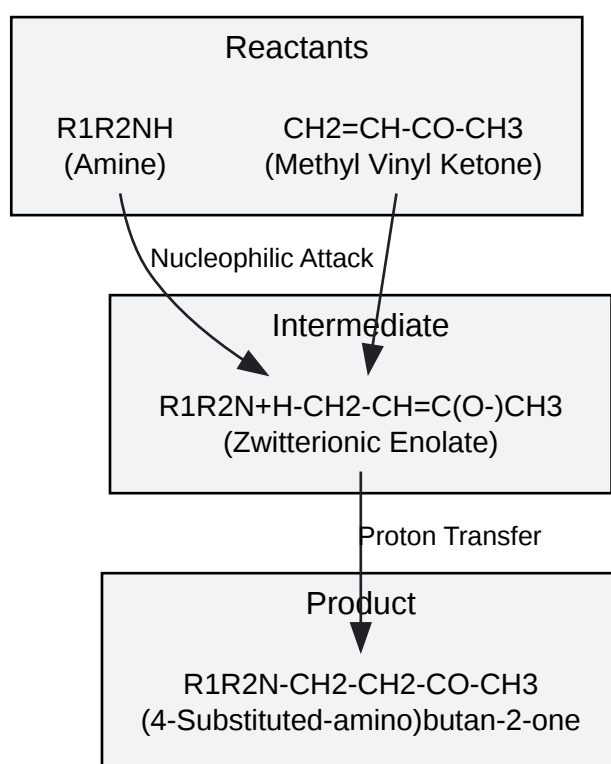 Reactants
R1R2NH
(Amine)
CH2=CH-CO-CH3
(Methyl Vinyl Ketone)
Nucleophilic Attack
Intermediate
R1R2N+H-CH2-CH=C(O-)CH3
(Zwitterionic Enolate)
Proton Transfer
Product
R1R2N-CH2-CH2-CO-CH3
(4-Substituted-amino)butan-2-one